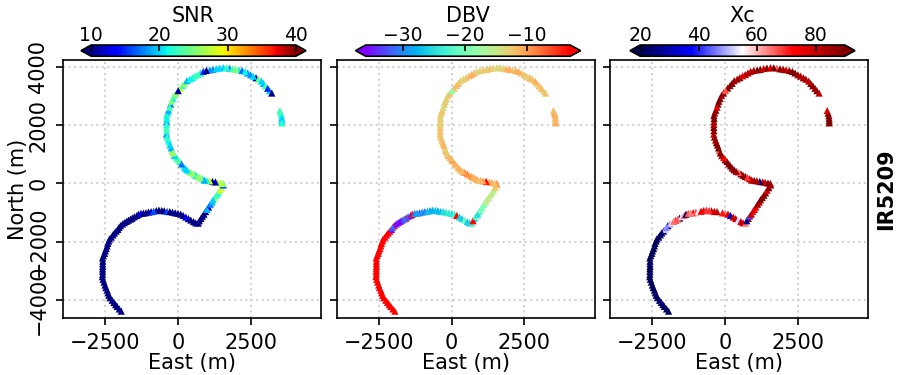 SNR DBV Xc
10 20 30 40 −30 −20 −10 20 40 60 80
4000
2000
0
−2000
−4000
North (m)
−2500 0 2500 −2500 0 2500 −2500 0 2500
East (m) East (m) East (m)
IR5209